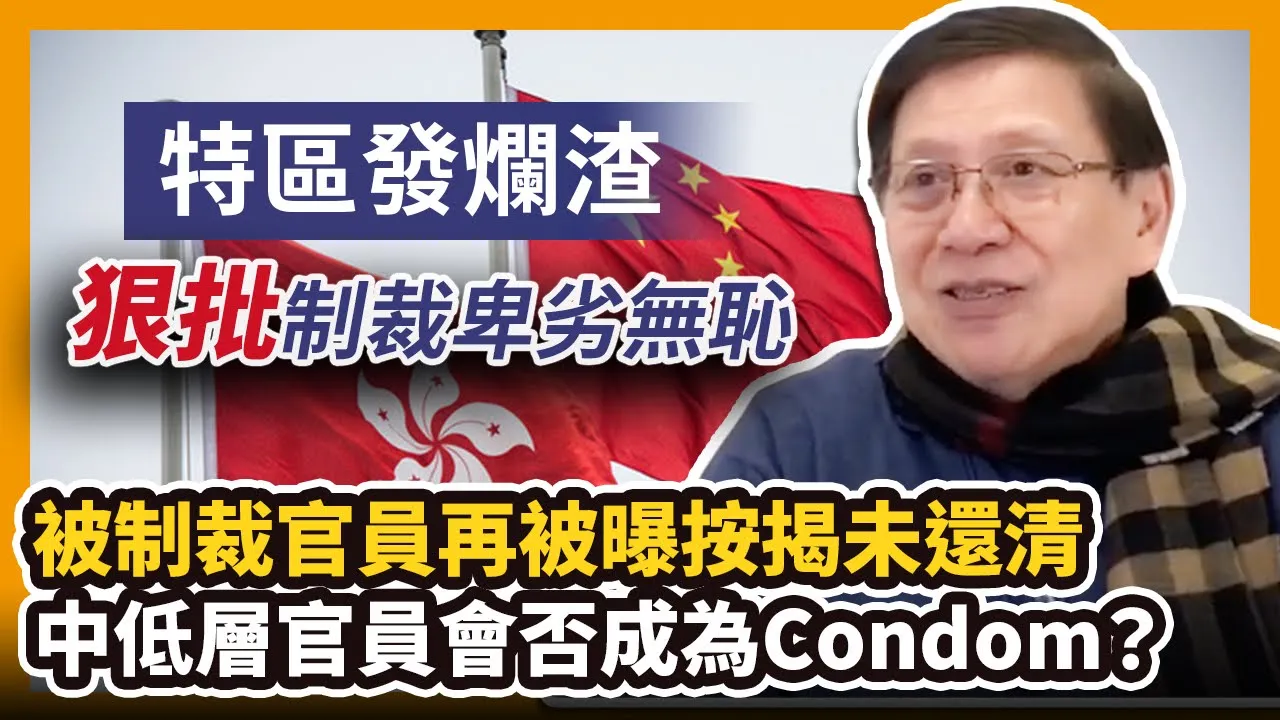 特區發爛渣
狠批制裁卑劣無恥
被制裁官員再被曝按揭未還清
中低層官員會否成為Condom？